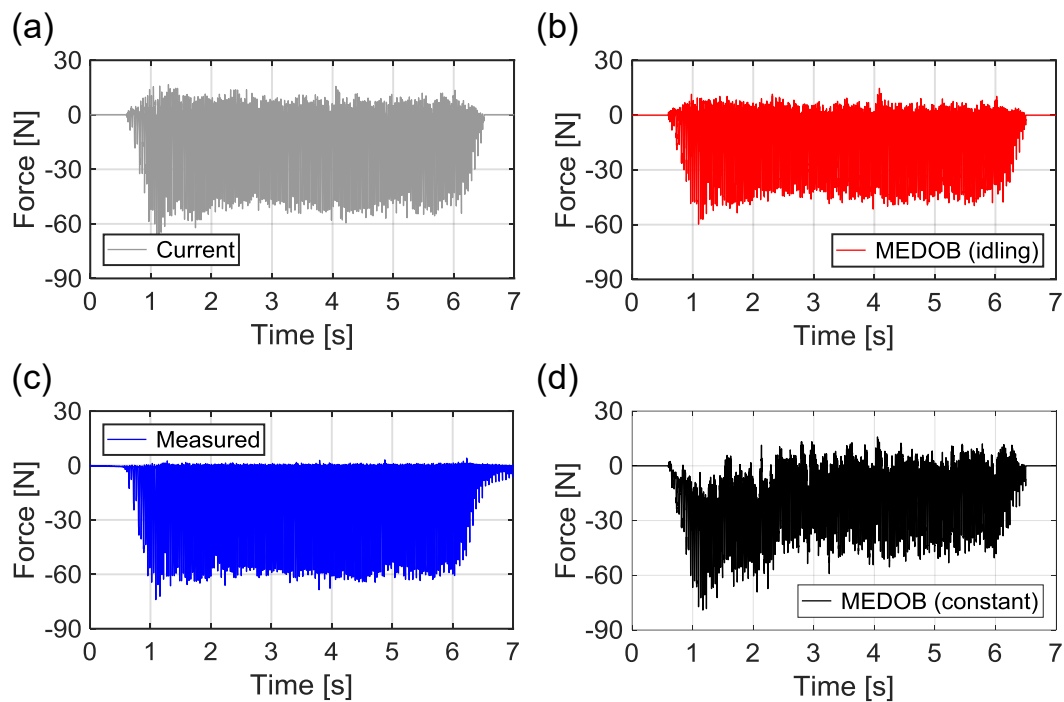 (a)
30
0
-30
-60
-90
Force [N]
Current
0 1 2 3 4 5 6 7
Time [s]
(b)
30
0
-30
-60
-90
Force [N]
MEDOB (idling)
0 1 2 3 4 5 6 7
Time [s]
(c)
30
0
-30
-60
-90
Force [N]
Measured
0 1 2 3 4 5 6 7
Time [s]
(d)
30
0
-30
-60
-90
Force [N]
MEDOB (constant)
0 1 2 3 4 5 6 7
Time [s]